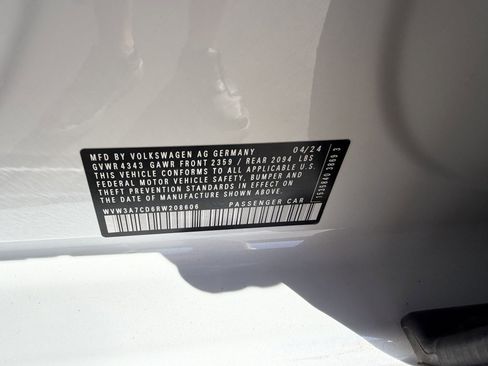 MFD BY VOLKSWAGEN AG GERMANY 04/24
GVWR 4343 GAWR FRONT 2359 / REAR 2094 LBS
THIS VEHICLE CONFORMS TO ALL APPLICABLE U.S.
FEDERAL MOTOR VEHICLE SAFETY, BUMPER AND
THEFT PREVENTION STANDARDS IN EFFECT ON
THE DATE OF MANUFACTURE SHOWN ABOVE.
WVW3A7CD6RW208606 PASSENGER CAR